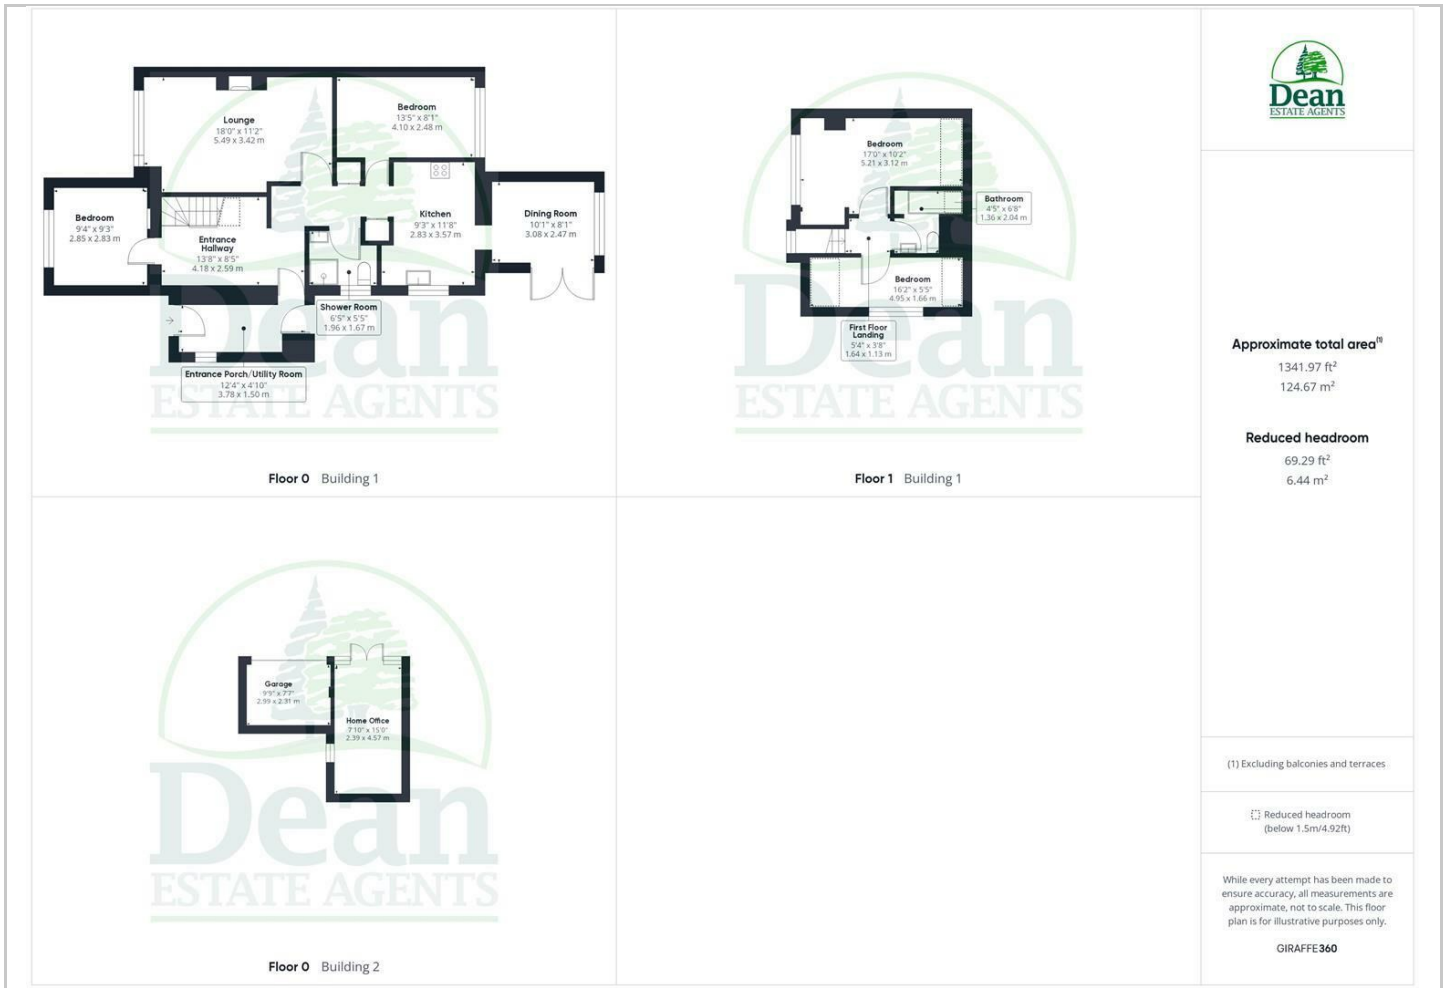 Lounge
18'0" x 11'2"
5.49 x 3.42 m
Bedroom
13'5" x 8'1"
4.10 x 2.48 m
Bedroom
9'4" x 9'3"
2.85 x 2.83 m
Entrance
Hallway
13'8" x 8'5"
4.18 x 2.59 m
Kitchen
9'3" x 11'8"
2.83 x 3.57 m
Dining Room
10'1" x 8'1"
3.08 x 2.47 m
Shower Room
6'5" x 5'5"
1.96 x 1.67 m
Entrance Porch/Utility Room
12'4" x 4'10"
3.78 x 1.50 m
Dean
ESTATE AGENTS
Floor 0 Building 1
Bedroom
17'0" x 10'2"
5.21 x 3.12 m
Bathroom
4'5" x 6'8"
1.36 x 2.04 m
Bedroom
16'2" x 5'5"
4.95 x 1.66 m
First Floor
Landing
5'4" x 3'8"
1.64 x 1.13 m
Dean
ESTATE AGENTS
Floor 1 Building 1
Garage
9'9" x 7'7"
2.99 x 2.31 m
Home Office
7'10" x 15'0"
2.39 x 4.57 m
Dean
ESTATE AGENTS
Floor 0 Building 2
Dean
ESTATE AGENTS
Approximate total area(1)
1341.97 ft²
124.67 m²
Reduced headroom
69.29 ft²
6.44 m²
(1) Excluding balconies and terraces
Reduced headroom
(below 1.5m/4.92ft)
While every attempt has been made to
ensure accuracy, all measurements are
approximate, not to scale. This floor
plan is for illustrative purposes only.
GIRAFFE360